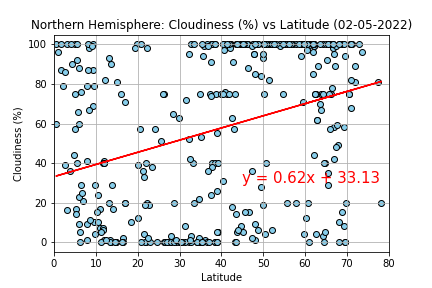 Northern Hemisphere: Cloudiness (%) vs Latitude (02-05-2022)
100
80
60
40
20
0
Cloudiness (%)
y = 0.62x + 33.13
0 10 20 30 40 50 60 70 80
Latitude